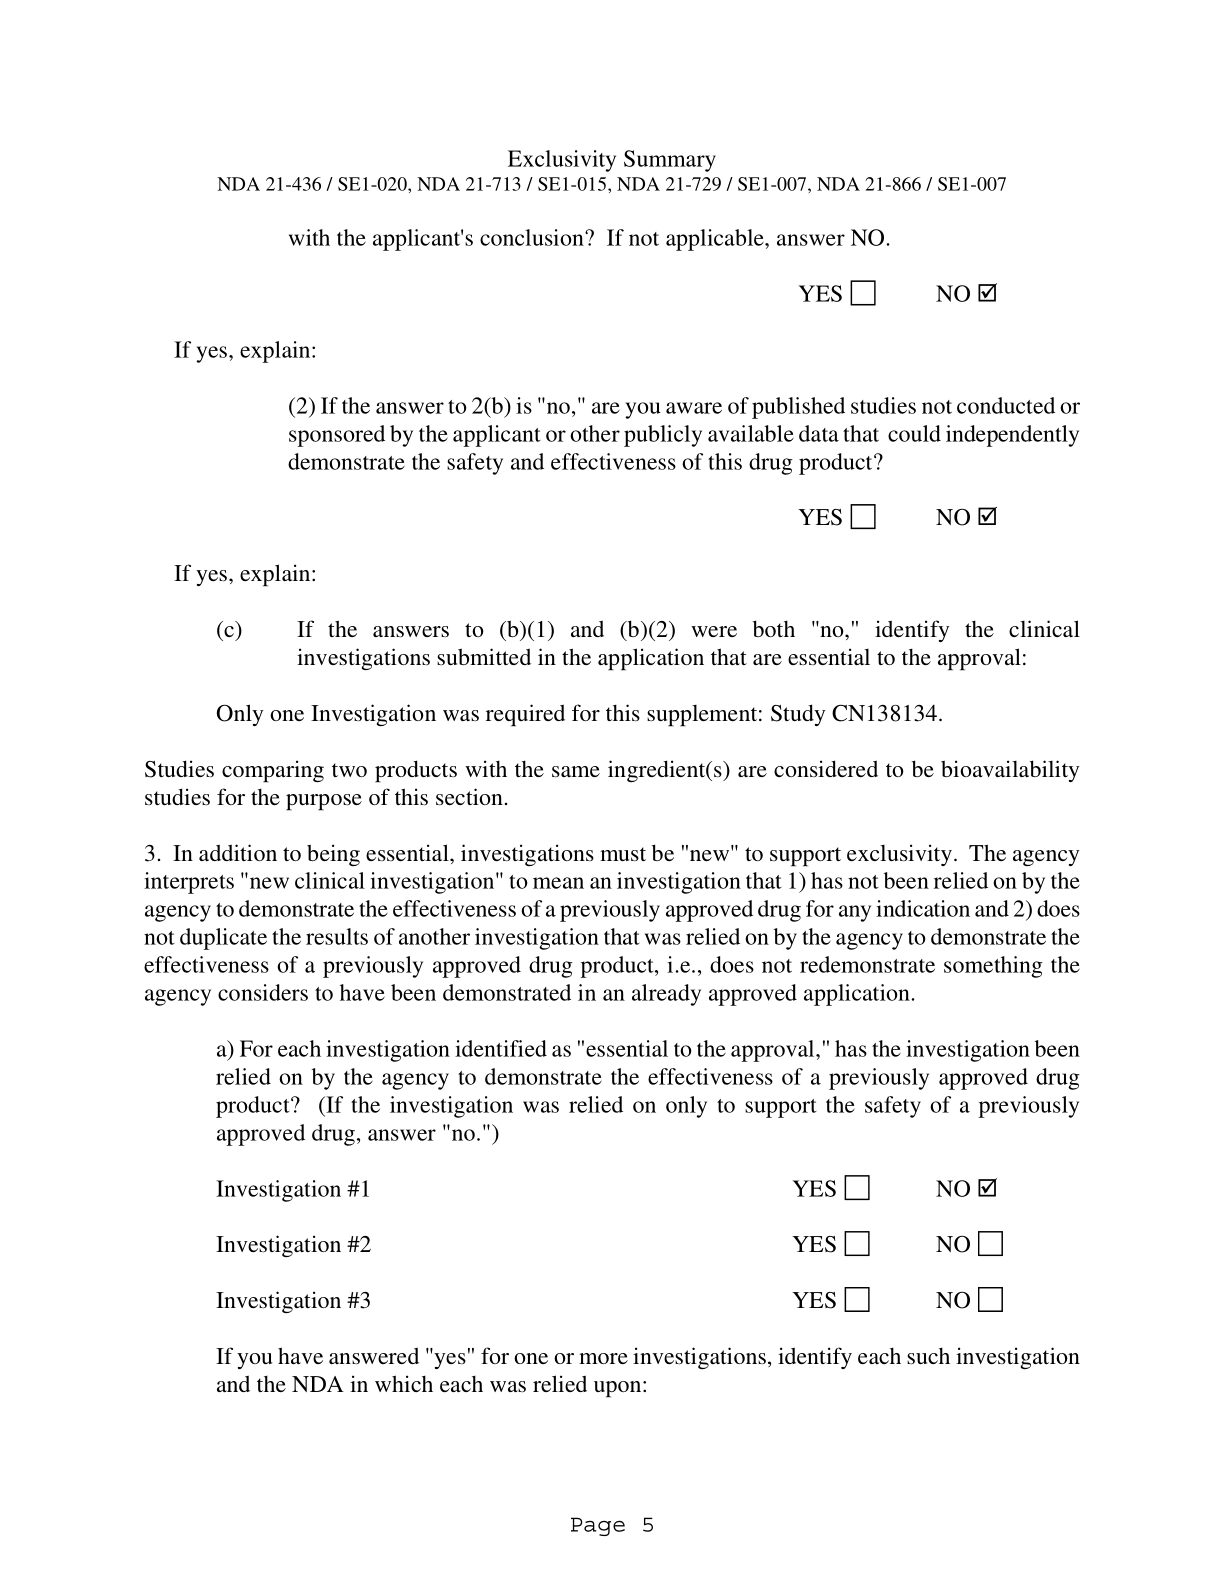 Exclusivity Summary
NDA 21-436 / SE1-020, NDA 21-713 / SE1-015, NDA 21-729 / SE1-007, NDA 21-866 / SE1-007
with the applicant's conclusion? If not applicable, answer NO.
YES ☐ NO ☑
If yes, explain:
(2) If the answer to 2(b) is "no," are you aware of published studies not conducted or
sponsored by the applicant or other publicly available data that could independently
demonstrate the safety and effectiveness of this drug product?
YES ☐ NO ☑
If yes, explain:
(c) If the answers to (b)(1) and (b)(2) were both "no," identify the clinical
investigations submitted in the application that are essential to the approval:
Only one Investigation was required for this supplement: Study CN138134.
Studies comparing two products with the same ingredient(s) are considered to be bioavailability
studies for the purpose of this section.
3. In addition to being essential, investigations must be "new" to support exclusivity. The agency
interprets "new clinical investigation" to mean an investigation that 1) has not been relied on by the
agency to demonstrate the effectiveness of a previously approved drug for any indication and 2) does
not duplicate the results of another investigation that was relied on by the agency to demonstrate the
effectiveness of a previously approved drug product, i.e., does not redemonstrate something the
agency considers to have been demonstrated in an already approved application.
a) For each investigation identified as "essential to the approval," has the investigation been
relied on by the agency to demonstrate the effectiveness of a previously approved drug
product? (If the investigation was relied on only to support the safety of a previously
approved drug, answer "no.")
Investigation #1 YES ☐ NO ☑
Investigation #2 YES ☐ NO ☐
Investigation #3 YES ☐ NO ☐
If you have answered "yes" for one or more investigations, identify each such investigation
and the NDA in which each was relied upon:
Page 5